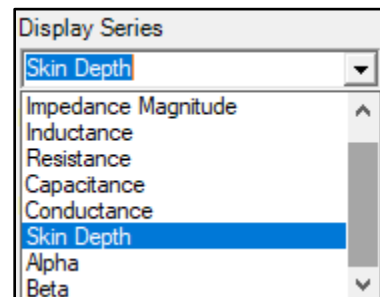 Display Series
Skin Depth
Impedance Magnitude
Inductance
Resistance
Capacitance
Conductance
Skin Depth
Alpha
Beta